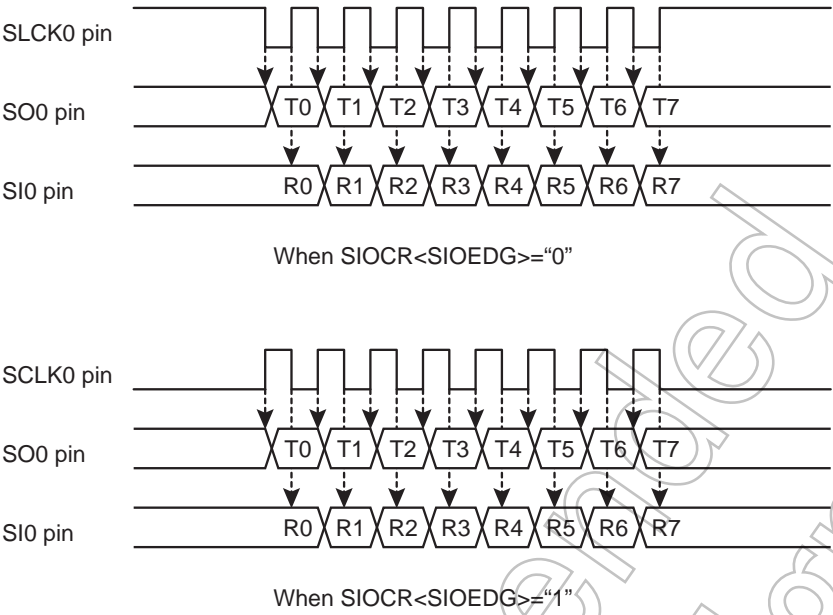 SLCK0 pin
SO0 pin
T0 T1 T2 T3 T4 T5 T6 T7
SI0 pin
R0 R1 R2 R3 R4 R5 R6 R7
When SIOCR<SIOEDG>="0"
SCLK0 pin
SO0 pin
T0 T1 T2 T3 T4 T5 T6 T7
SI0 pin
R0 R1 R2 R3 R4 R5 R6 R7
When SIOCR<SIOEDG>="1"
ended